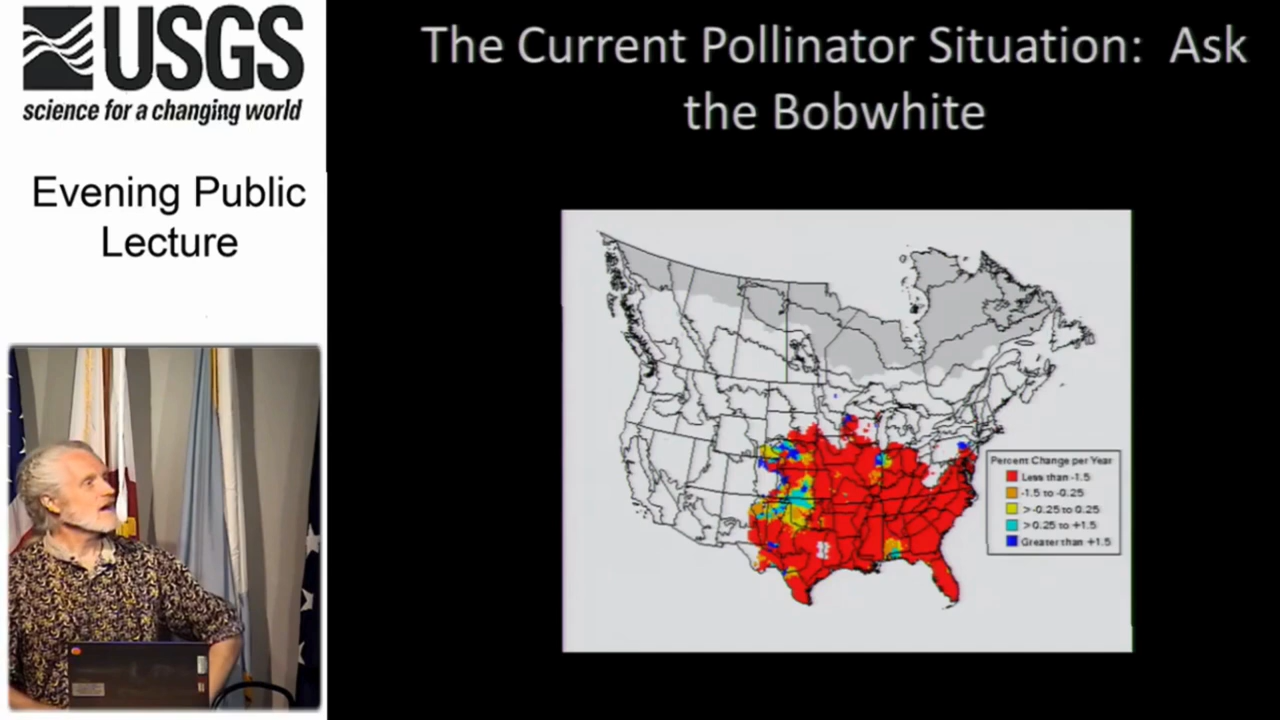 USGS
science for a changing world
Evening Public
Lecture
The Current Pollinator Situation: Ask
the Bobwhite
Percent Change per Year
Less than -1.5
-1.5 to -0.25
>-0.25 to 0.25
>0.25 to +1.5
Greater than +1.5